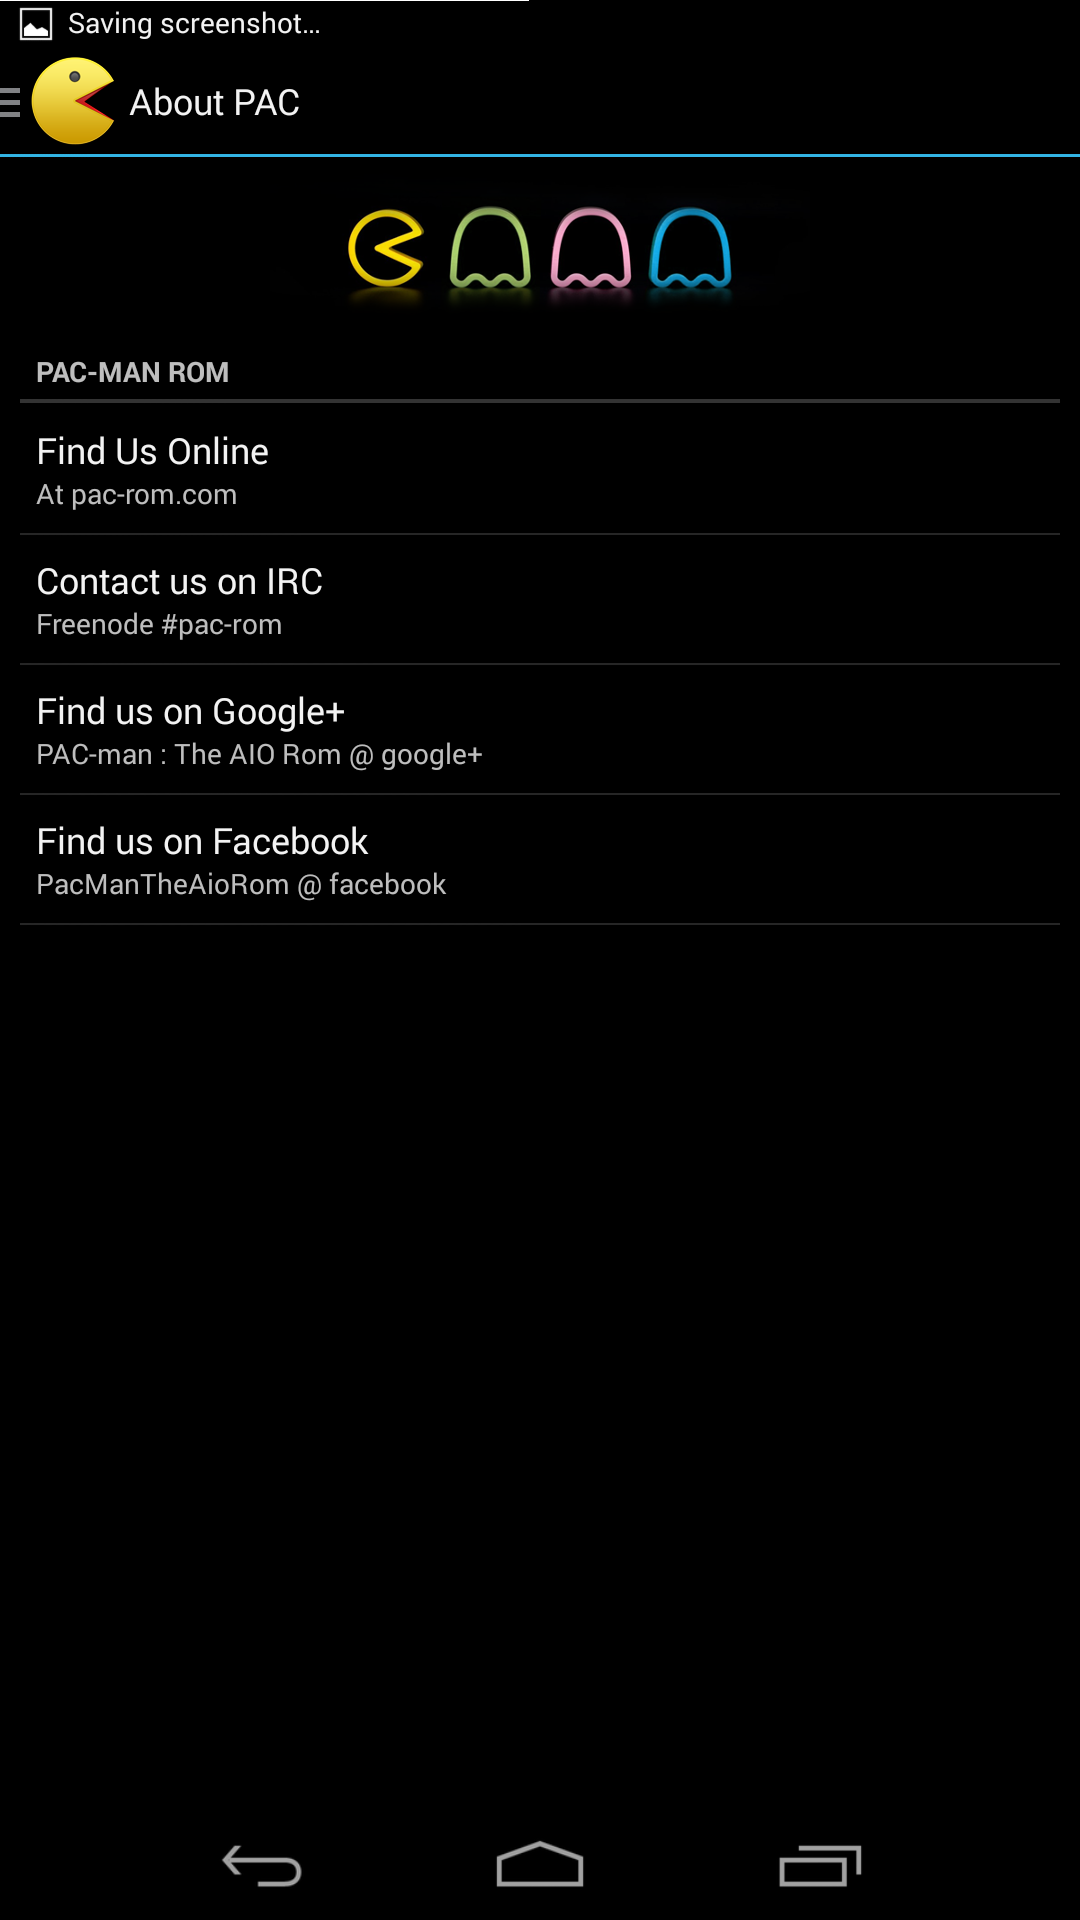 Saving screenshot...
About PAC
PAC-MAN ROM
Find Us Online
At pac-rom.com
Contact us on IRC
Freenode #pac-rom
Find us on Google+
PAC-man : The AIO Rom @ google+
Find us on Facebook
PacManTheAioRom @ facebook